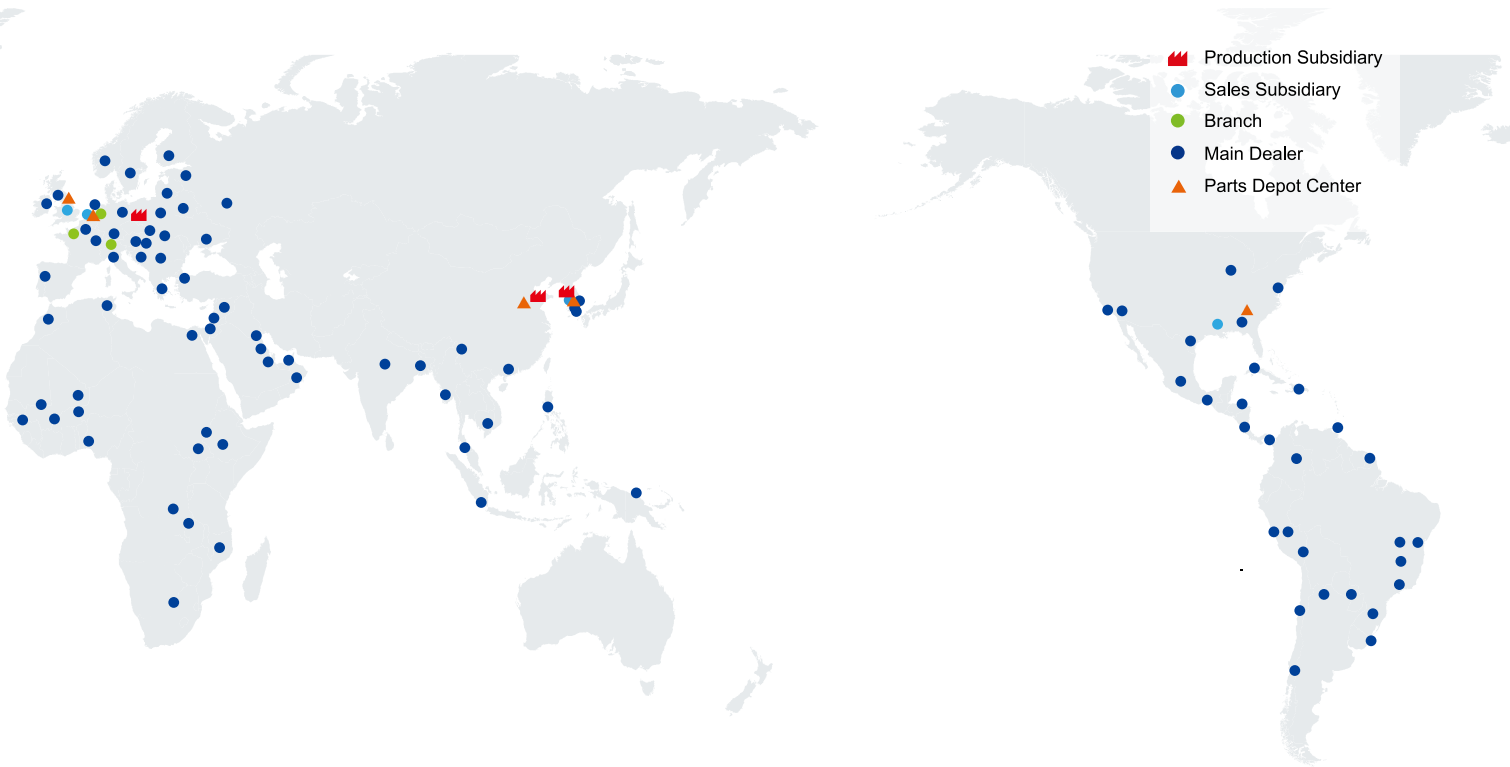 Production Subsidiary
Sales Subsidiary
Branch
Main Dealer
Parts Depot Center